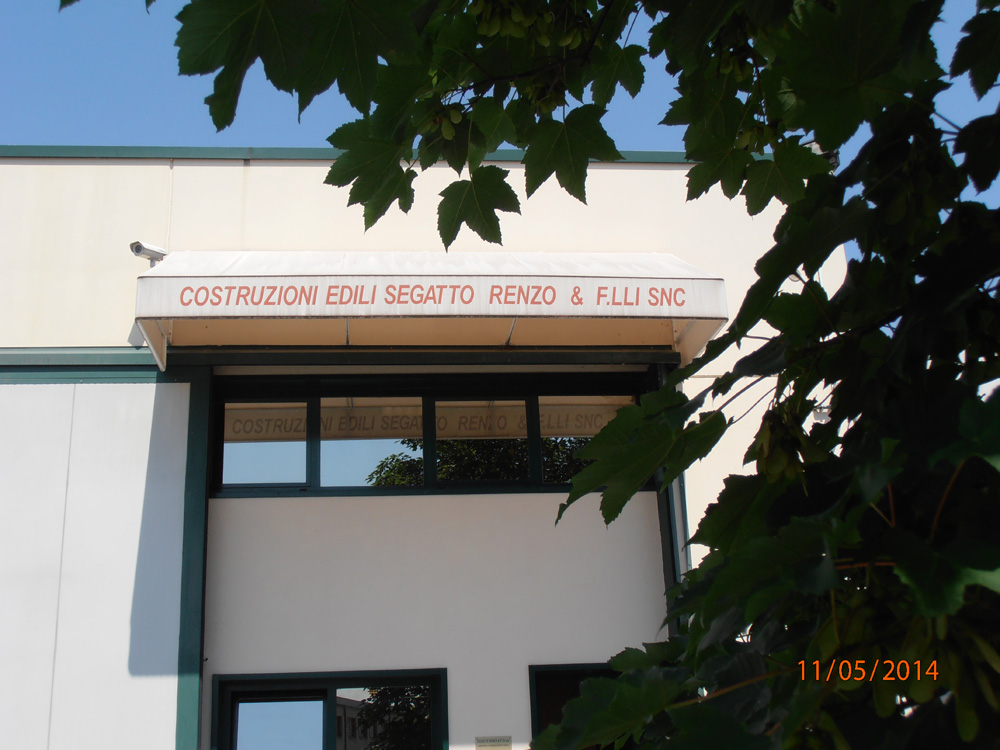 COSTRUZIONI EDILI SEGATTO RENZO & F.LLI SNC
COSTRUZIONI EDILI SEGATTO RENZO & F.LLI SNC
11/05/2014